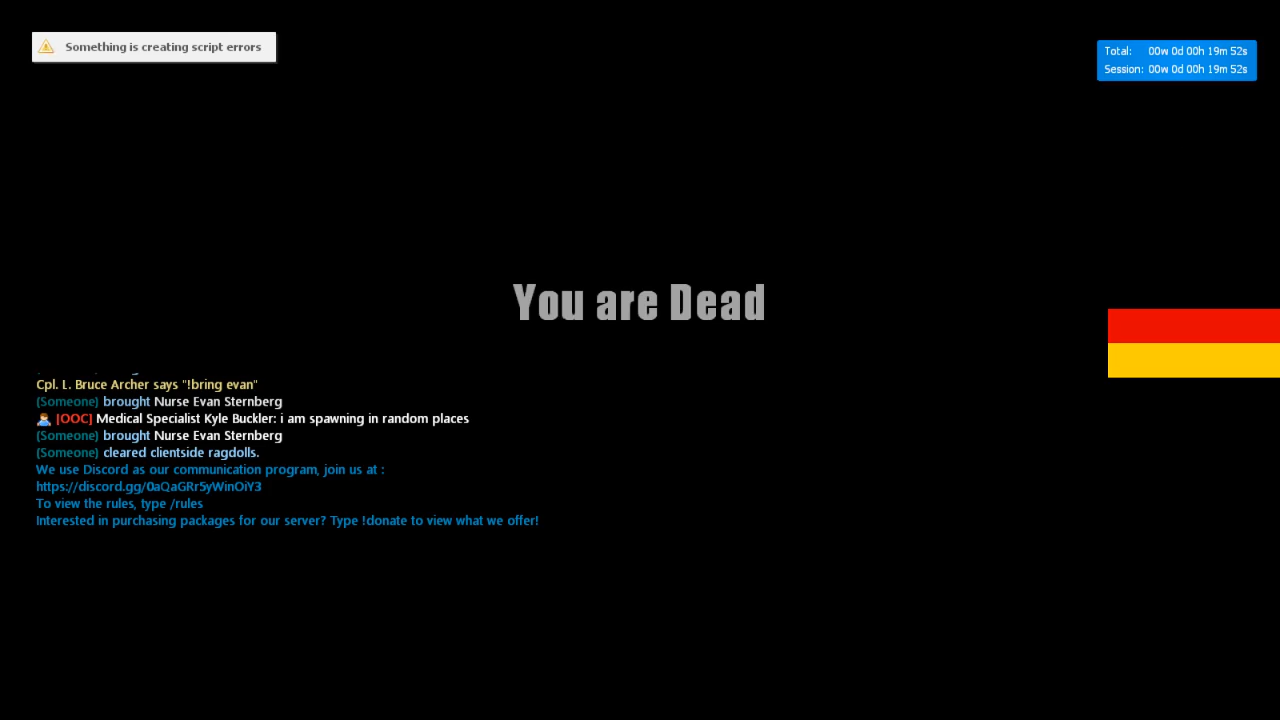 Something is creating script errors
Total: 00w 0d 00h 19m 52s
Session: 00w 0d 00h 19m 52s
You are Dead
Cpl. L. Bruce Archer says "!bring evan"
(Someone) brought Nurse Evan Sternberg
[OOC] Medical Specialist Kyle Buckler: i am spawning in random places
(Someone) brought Nurse Evan Sternberg
(Someone) cleared clientside ragdolls.
We use Discord as our communication program, join us at :
https://discord.gg/0aQaGRr5yWinOiY3
To view the rules, type /rules
Interested in purchasing packages for our server? Type !donate to view what we offer!